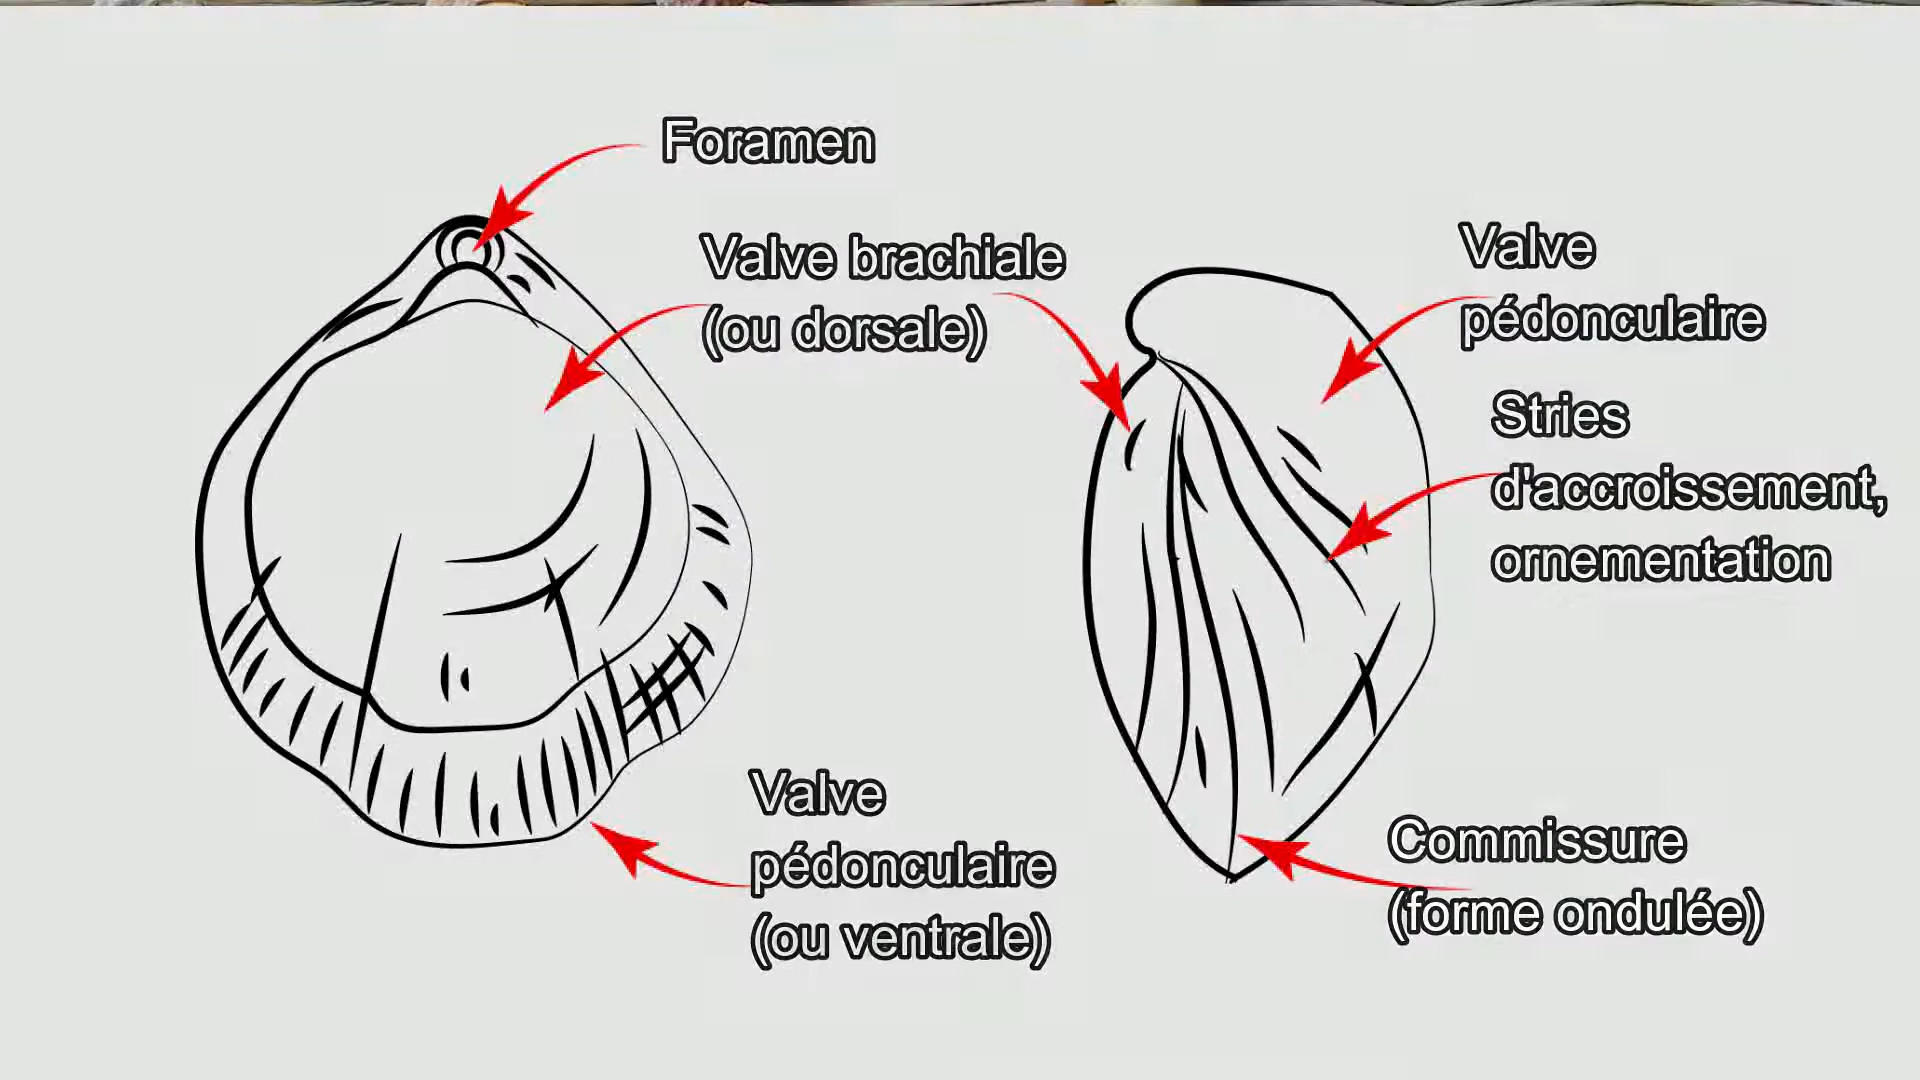 Foramen
Valve brachiale
(ou dorsale)
Valve
pédonculaire
(ou ventrale)
Valve
pédonculaire
Stries
d'accroissement,
ornementation
Commissure
(forme ondulée)